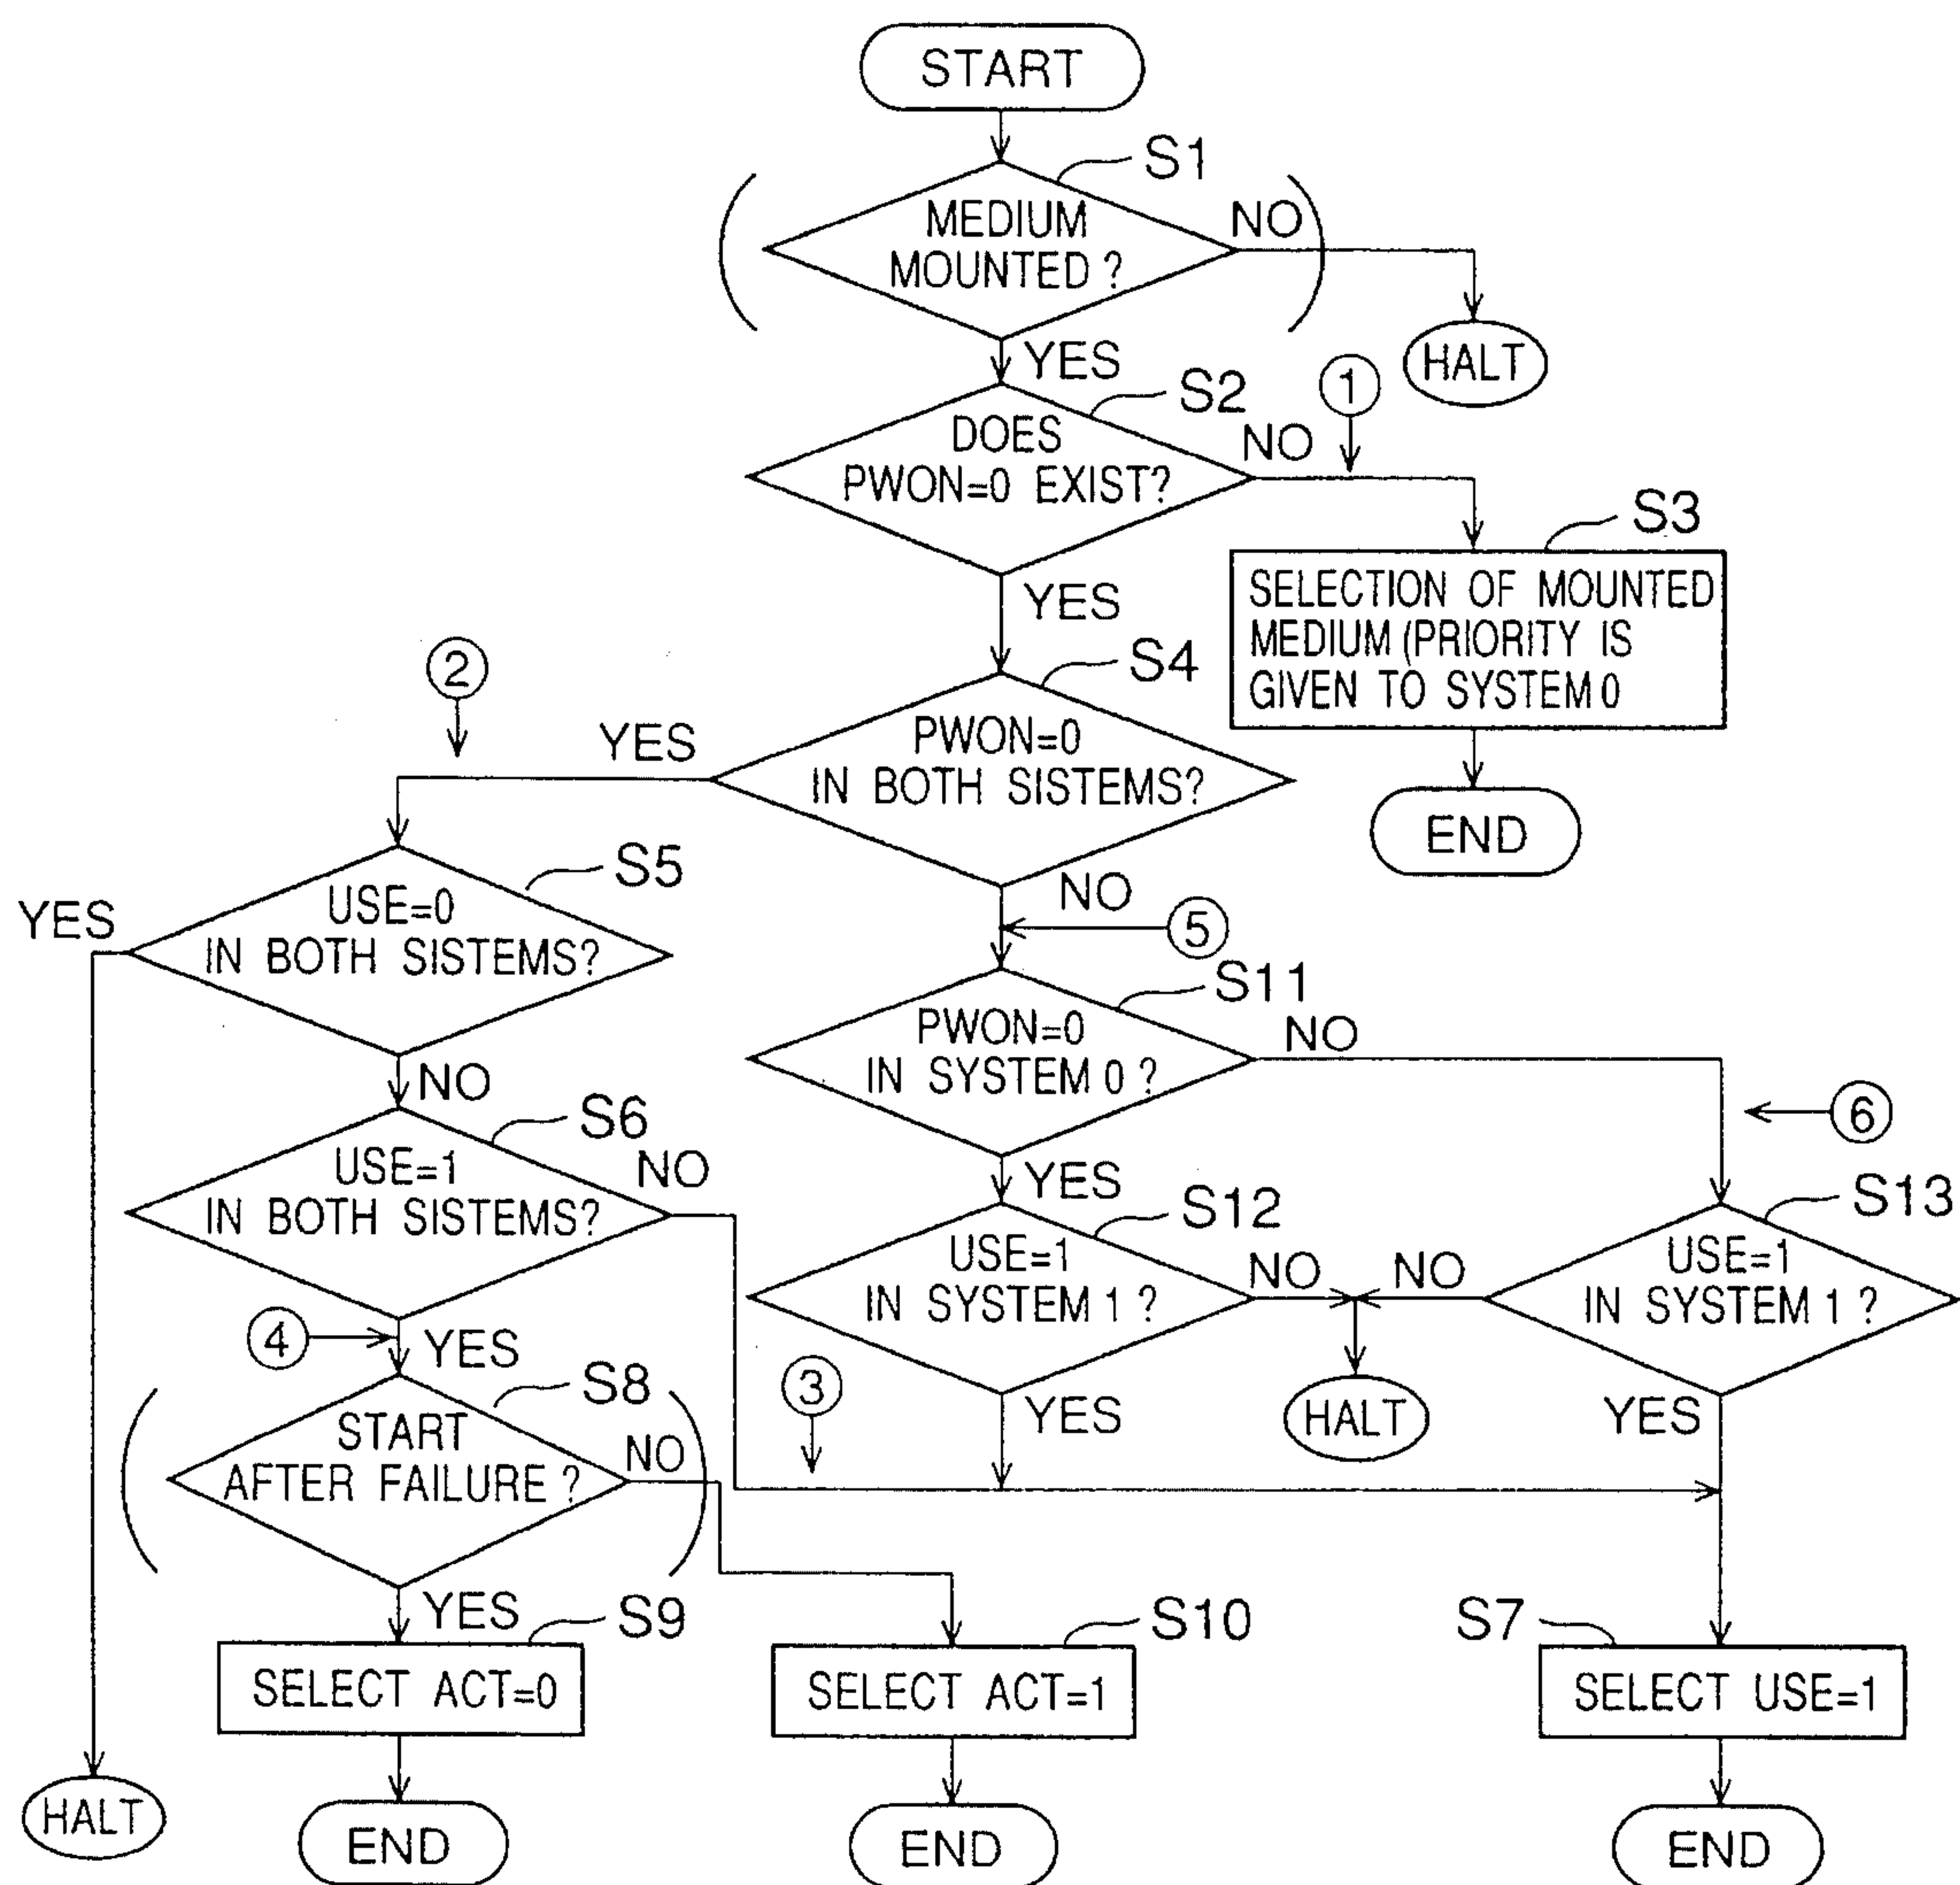 START
S1
MEDIUM
MOUNTED ?
NO
HALT
YES
S2
1
DOES
PWON=0 EXIST?
NO
S3
SELECTION OF MOUNTED
MEDIUM (PRIORITY IS
GIVEN TO SYSTEM 0
END
YES
S4
2
PWON=0
IN BOTH SISTEMS?
YES
S5
USE=0
IN BOTH SISTEMS?
YES
NO
5
S11
PWON=0
IN SYSTEM 0 ?
NO
6
NO
S6
USE=1
IN BOTH SISTEMS?
NO
YES
S12
USE=1
IN SYSTEM 1 ?
NO
NO
S13
USE=1
IN SYSTEM 1 ?
HALT
4
YES
3
YES
YES
S8
START
AFTER FAILURE ?
NO
YES
S9
SELECT ACT=0
S10
SELECT ACT=1
S7
SELECT USE=1
HALT
END
END
END